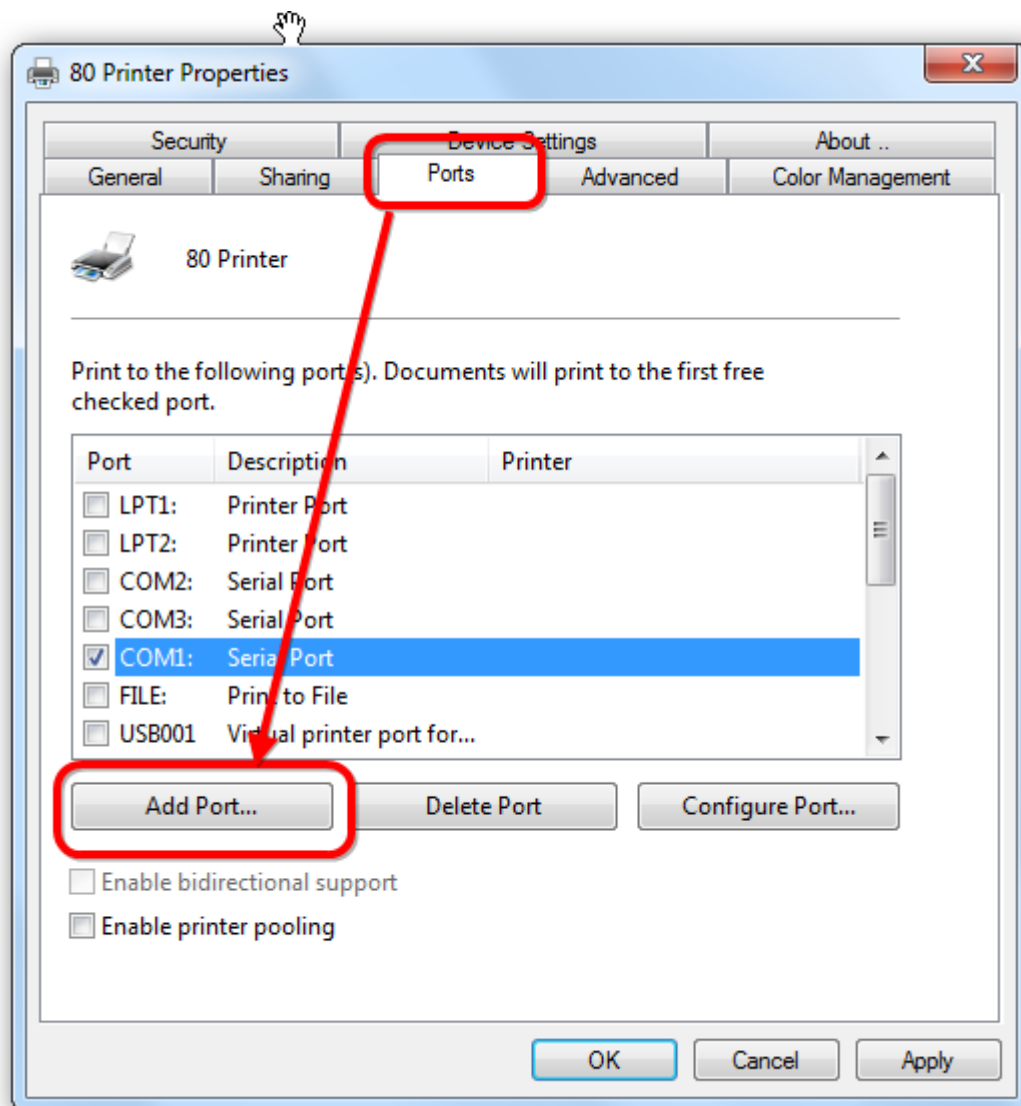 80 Printer Properties
Security Device Settings About ..
General Sharing Ports Advanced Color Management
80 Printer
Print to the following port(s). Documents will print to the first free
checked port.
Port Description Printer
LPT1: Printer Port
LPT2: Printer Port
COM2: Serial Port
COM3: Serial Port
COM1: Serial Port
FILE: Print to File
USB001 Virtual printer port for...
Add Port... Delete Port Configure Port...
Enable bidirectional support
Enable printer pooling
OK Cancel Apply